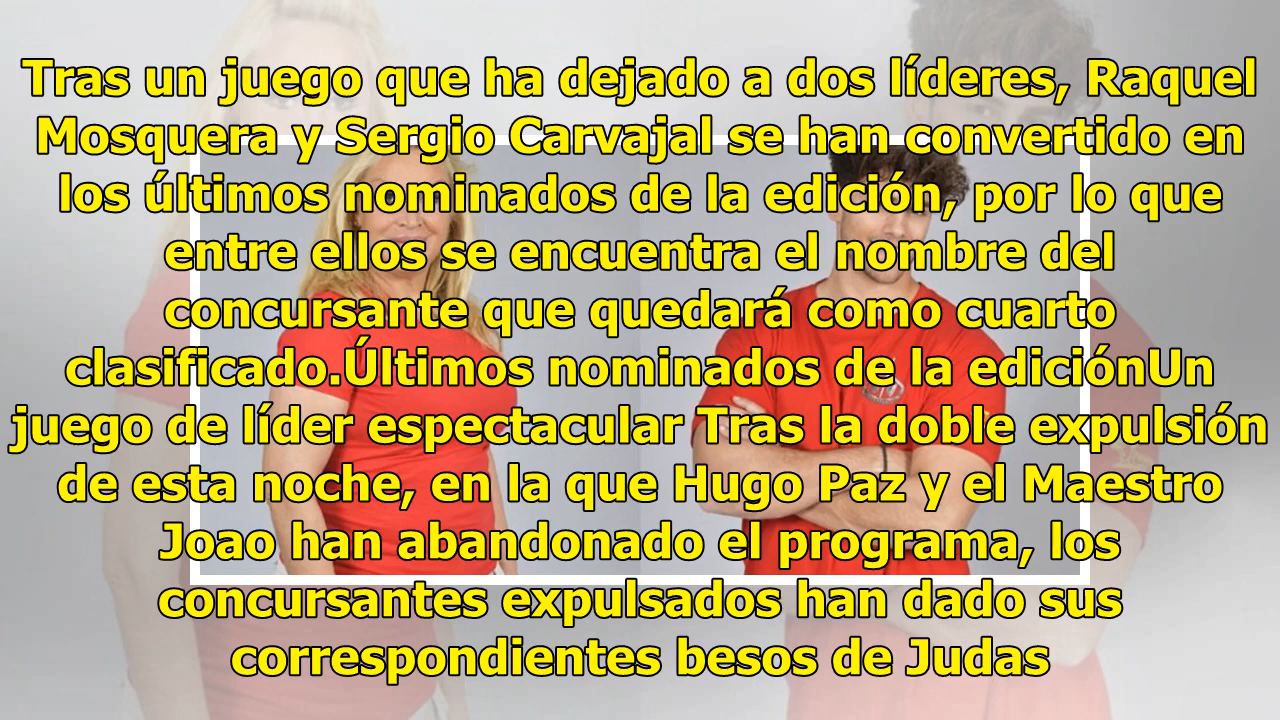 Tras un juego que ha dejado a dos líderes, Raquel
Mosquera y Sergio Carvajal se han convertido en
los últimos nominados de la edición, por lo que
entre ellos se encuentra el nombre del
concursante que quedará como cuarto
clasificado.Últimos nominados de la ediciónUn
juego de líder espectacular Tras la doble expulsión
de esta noche, en la que Hugo Paz y el Maestro
Joao han abandonado el programa, los
concursantes expulsados han dado sus
correspondientes besos de Judas